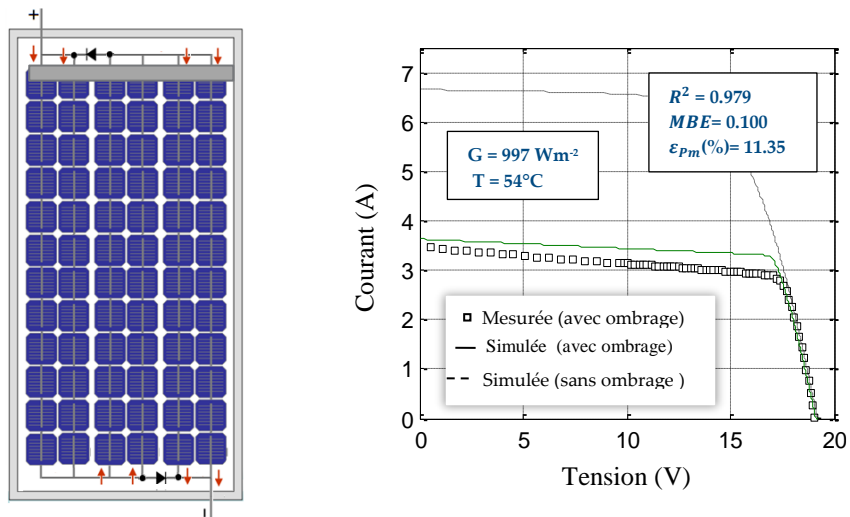 +
7
6
5
4
3
2
1
0
Courant (A)
R² = 0.979
MBE= 0.100
ε_Pm(%)= 11.35
G = 997 Wm⁻²
T = 54°C
Mesurée (avec ombrage)
Simulée (avec ombrage)
Simulée (sans ombrage )
0
5
10
15
20
Tension (V)